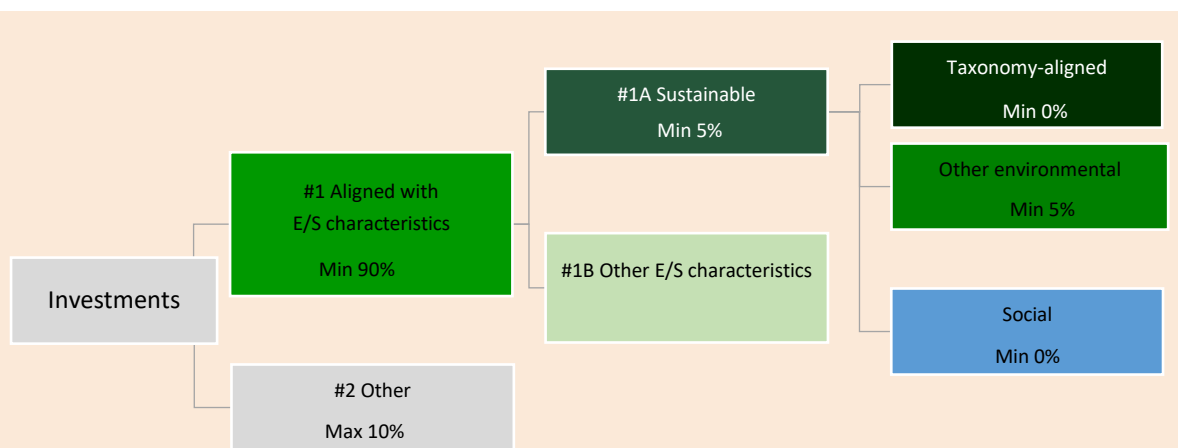 Investments
#1 Aligned with
E/S characteristics
Min 90%
#2 Other
Max 10%
#1A Sustainable
Min 5%
#1B Other E/S characteristics
Taxonomy-aligned
Min 0%
Other environmental
Min 5%
Social
Min 0%